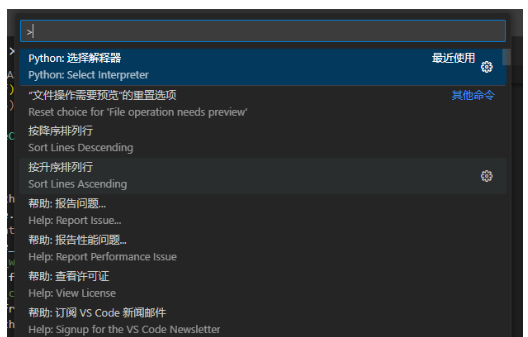 >
Python: 选择解释器 最近使用
Python: Select Interpreter
"文件操作需要预览"的重置选项 其他命令
Reset choice for 'File operation needs preview'
按降序排列行
Sort Lines Descending
按升序排列行
Sort Lines Ascending
帮助: 报告问题...
Help: Report Issue...
帮助: 报告性能问题...
Help: Report Performance Issue
帮助: 查看许可证
Help: View License
帮助: 订阅 VS Code 新闻邮件
Help: Signup for the VS Code Newsletter